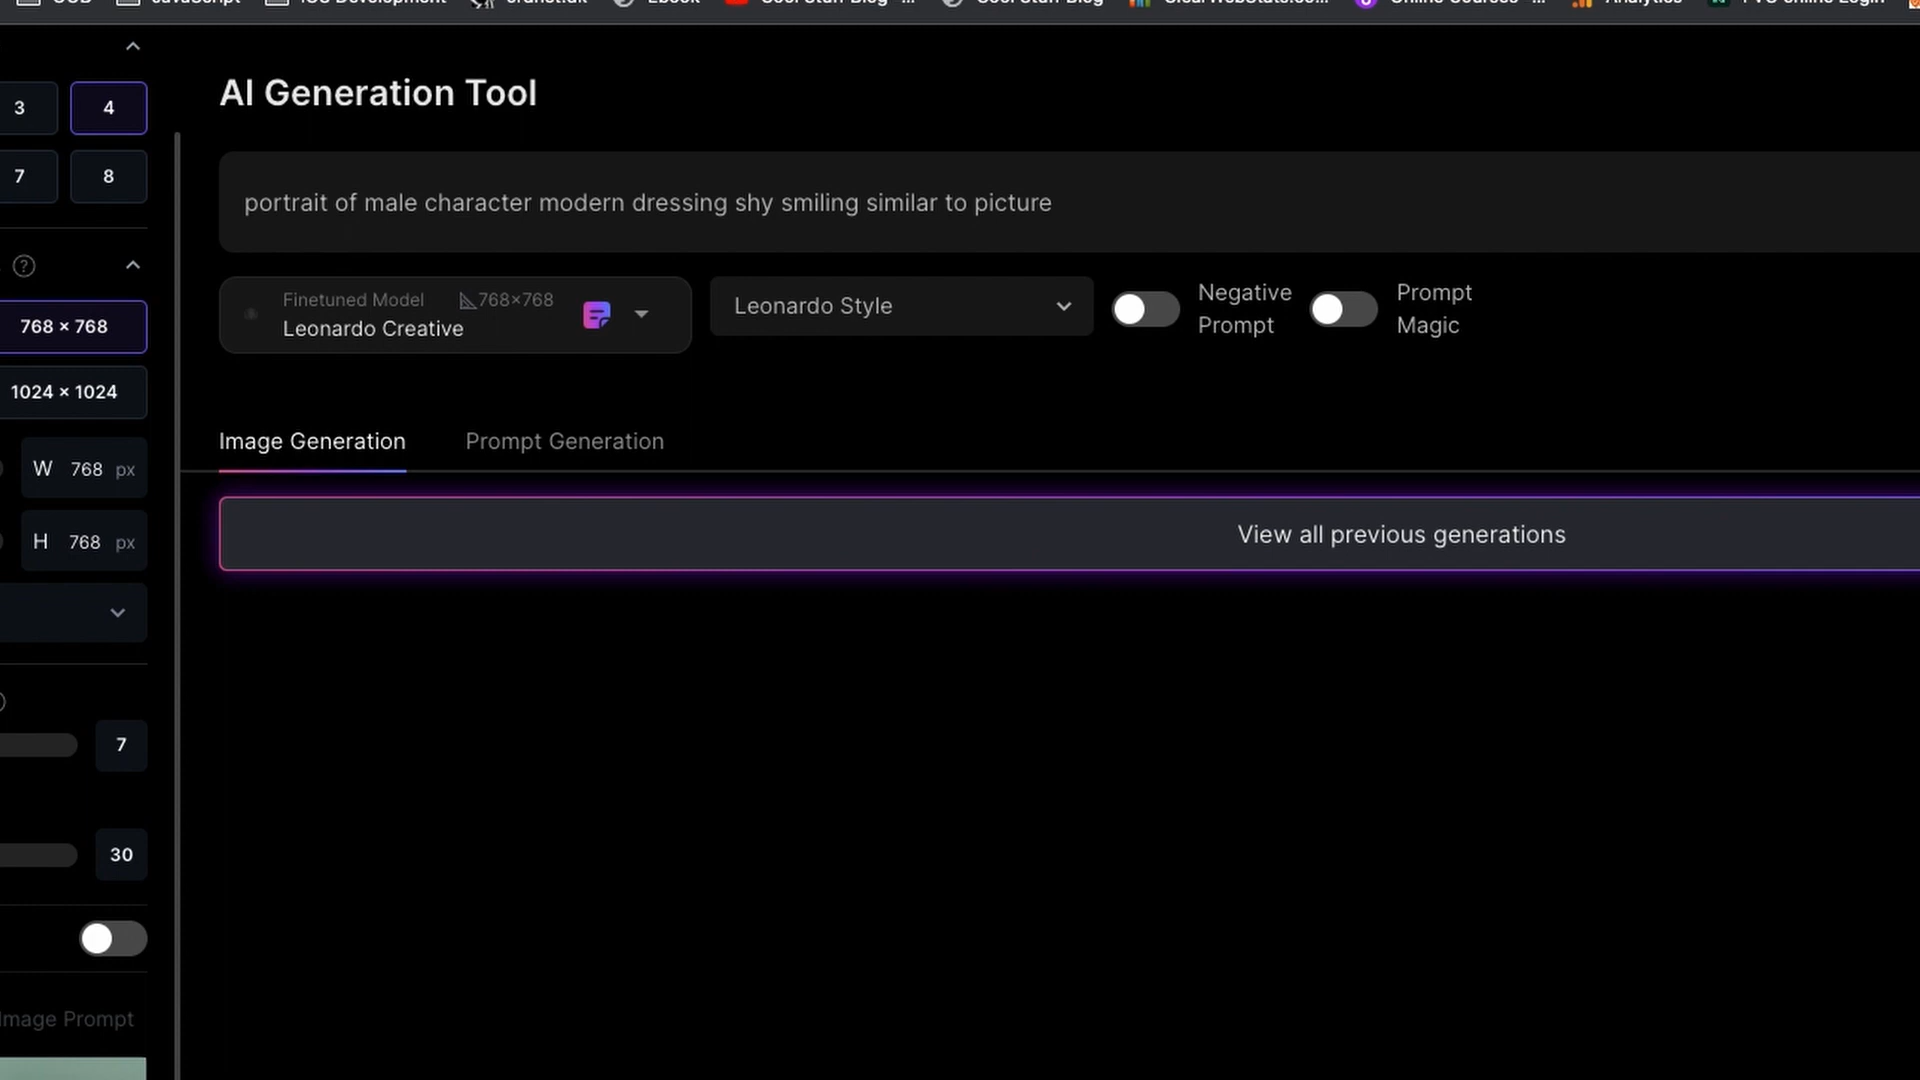 AI Generation Tool
3 4
7 8
portrait of male character modern dressing shy smiling similar to picture
Finetuned Model 768×768
Leonardo Creative
Leonardo Style
Negative
Prompt
Prompt
Magic
768 × 768
1024 × 1024
W 768 px
H 768 px
Image Generation Prompt Generation
View all previous generations
7
30
Image Prompt